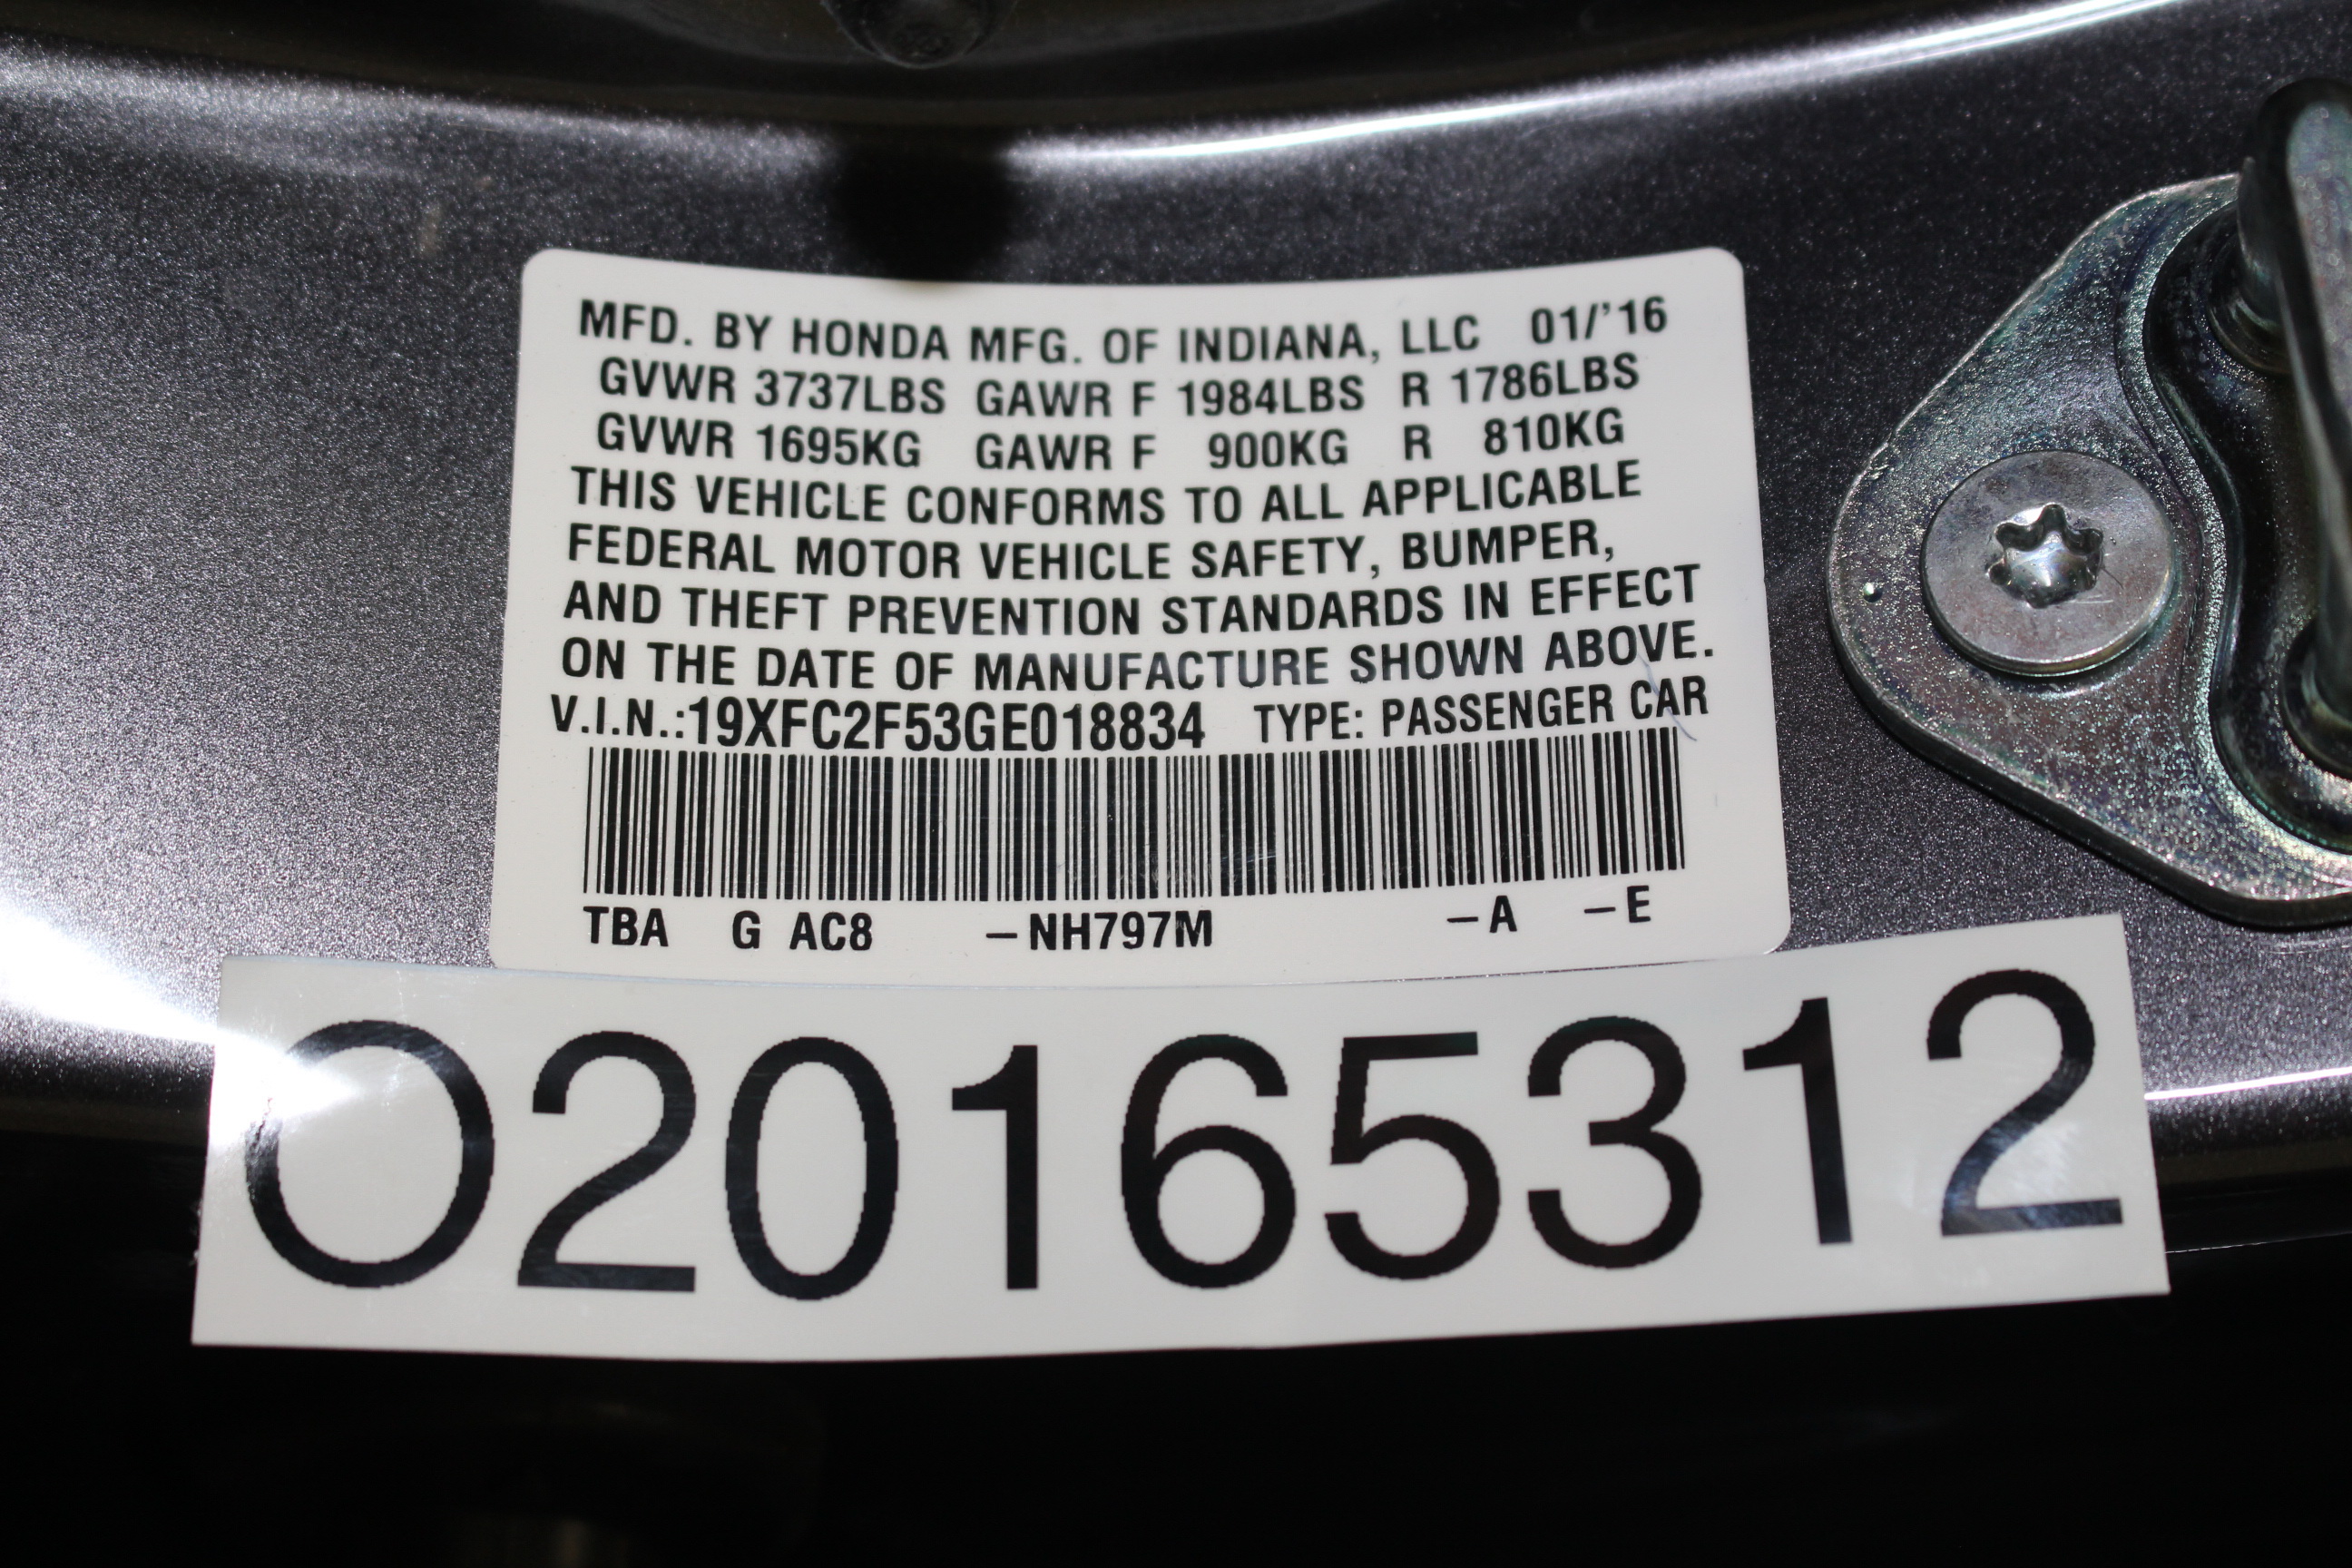 MFD. BY HONDA MFG. OF INDIANA, LLC 01/'16
GVWR 3737LBS GAWR F 1984LBS R 1786LBS
GVWR 1695KG GAWR F 900KG R 810KG
THIS VEHICLE CONFORMS TO ALL APPLICABLE
FEDERAL MOTOR VEHICLE SAFETY, BUMPER,
AND THEFT PREVENTION STANDARDS IN EFFECT
ON THE DATE OF MANUFACTURE SHOWN ABOVE.
V.I.N.:19XFC2F53GE018834 TYPE: PASSENGER CAR
TBA G AC8 –NH797M –A –E
O20165312